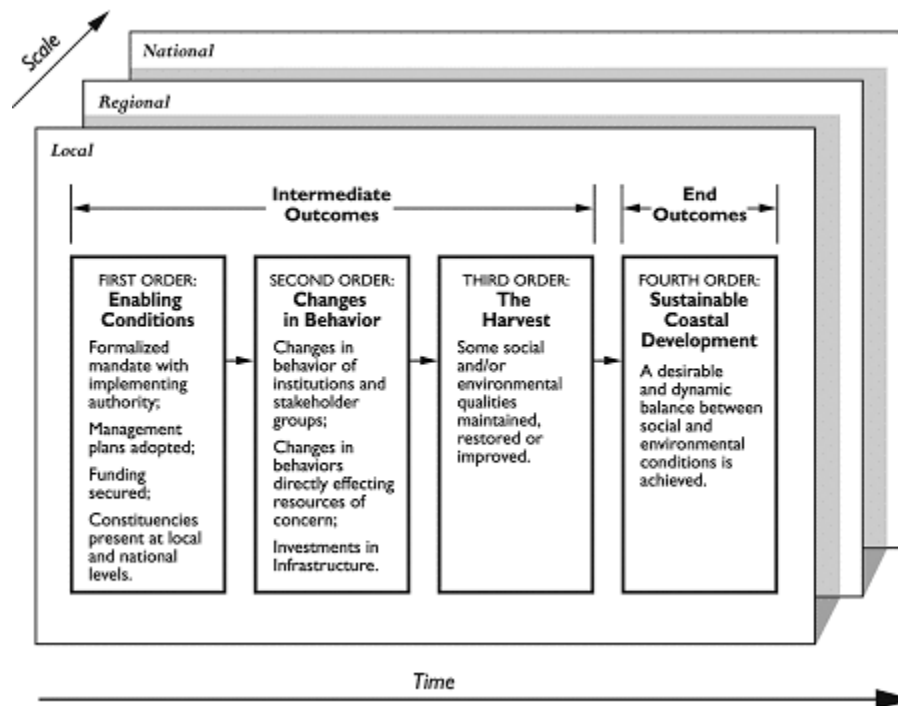 Scale
National
Regional
Local
Intermediate
Outcomes
End
Outcomes
FIRST ORDER:
Enabling
Conditions
Formalized
mandate with
implementing
authority;
Management
plans adopted;
Funding
secured;
Constituencies
present at local
and national
levels.
SECOND ORDER:
Changes
in Behavior
Changes in
behavior of
institutions and
stakeholder
groups;
Changes in
behaviors
directly effecting
resources of
concern;
Investments in
Infrastructure.
THIRD ORDER:
The
Harvest
Some social
and/or
environmental
qualities
maintained,
restored or
improved.
FOURTH ORDER:
Sustainable
Coastal
Development
A desirable
and dynamic
balance between
social and
environmental
conditions is
achieved.
Time